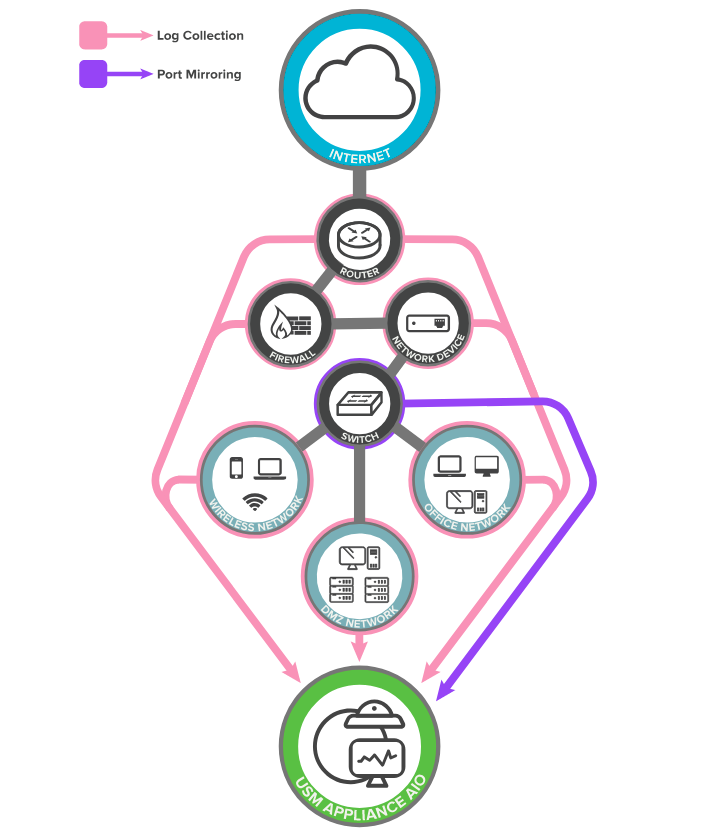 Log Collection
Port Mirroring
INTERNET
ROUTER
FIREWALL
NETWORK DEVICE
SWITCH
WIRELESS NETWORK
OFFICE NETWORK
DMZ NETWORK
USM APPLIANCE AIO